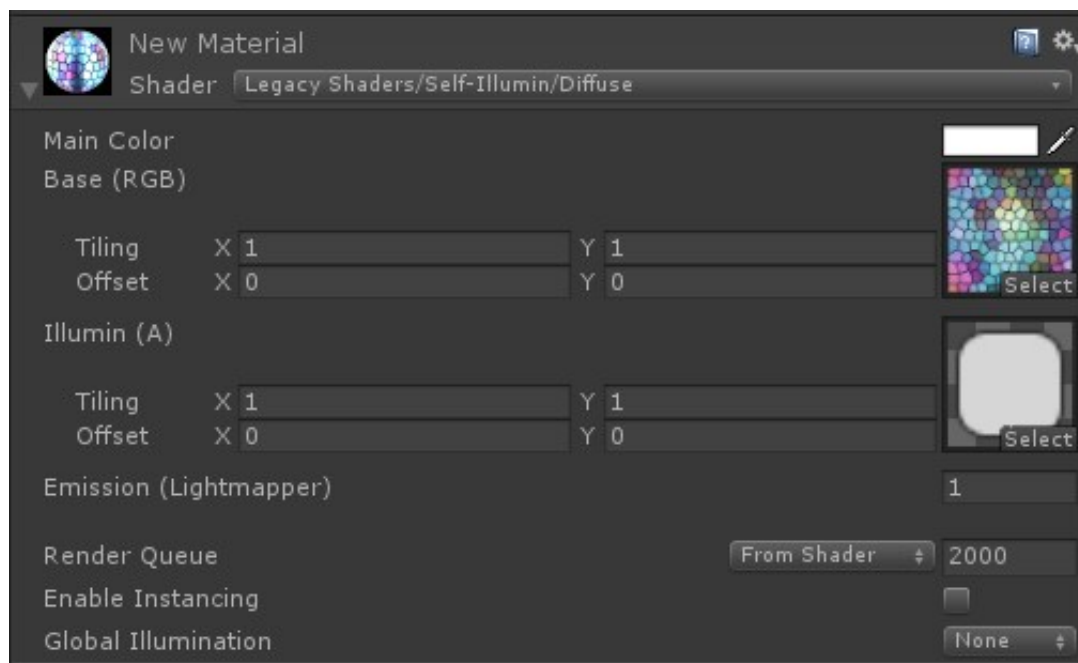 New Material
Shader Legacy Shaders/Self-Illumin/Diffuse
Main Color
Base (RGB)
Tiling X 1 Y 1
Offset X 0 Y 0
Select
Illumin (A)
Tiling X 1 Y 1
Offset X 0 Y 0
Select
Emission (Lightmapper) 1
Render Queue From Shader 2000
Enable Instancing
Global Illumination None